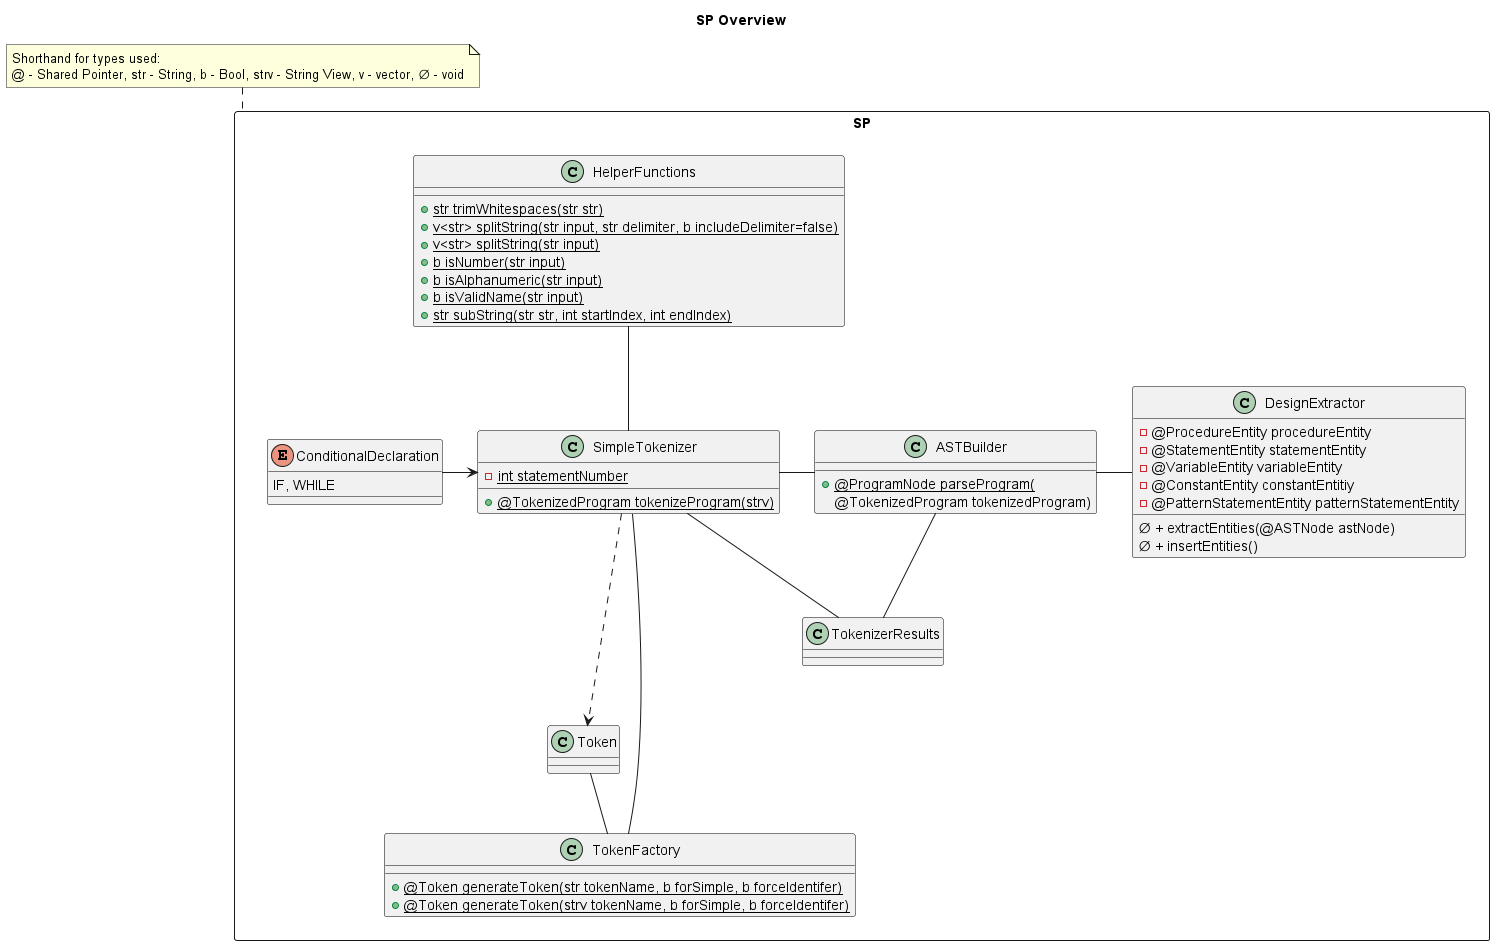 SP Overview
Shorthand for types used:
@ - Shared Pointer, str - String, b - Bool, strv - String View, v - vector, ∅ - void
SP
C HelperFunctions
str trimWhitespaces(str str)
v<str> splitString(str input, str delimiter, b includeDelimiter=false)
v<str> splitString(str input)
b isNumber(str input)
b isAlphanumeric(str input)
b isValidName(str input)
str subString(str str, int startIndex, int endIndex)
E ConditionalDeclaration
IF, WHILE
C SimpleTokenizer
int statementNumber
@TokenizedProgram tokenizeProgram(strv)
C ASTBuilder
@ProgramNode parseProgram(
@TokenizedProgram tokenizedProgram)
C DesignExtractor
@ProcedureEntity procedureEntity
@StatementEntity statementEntity
@VariableEntity variableEntity
@ConstantEntity constantEntitiy
@PatternStatementEntity patternStatementEntity
∅ + extractEntities(@ASTNode astNode)
∅ + insertEntities()
C TokenizerResults
C Token
C TokenFactory
@Token generateToken(str tokenName, b forSimple, b forceIdentifer)
@Token generateToken(strv tokenName, b forSimple, b forceIdentifer)